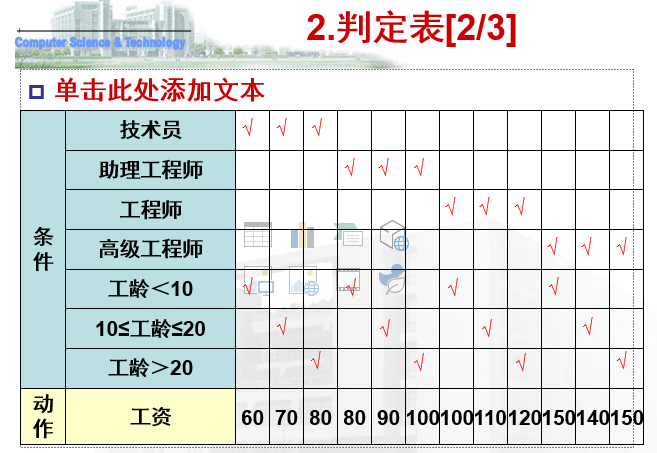 2.判定表[2/3]
Computer Science & Technology
单击此处添加文本
条件
技术员 √ √ √
助理工程师 √ √ √
工程师 √ √ √
高级工程师 √ √ √
工龄＜10 √ √ √ √
10≤工龄≤20 √ √ √ √
工龄＞20 √ √ √ √
动作
工资 60 70 80 80 90 100 100 110 120 150 140 150